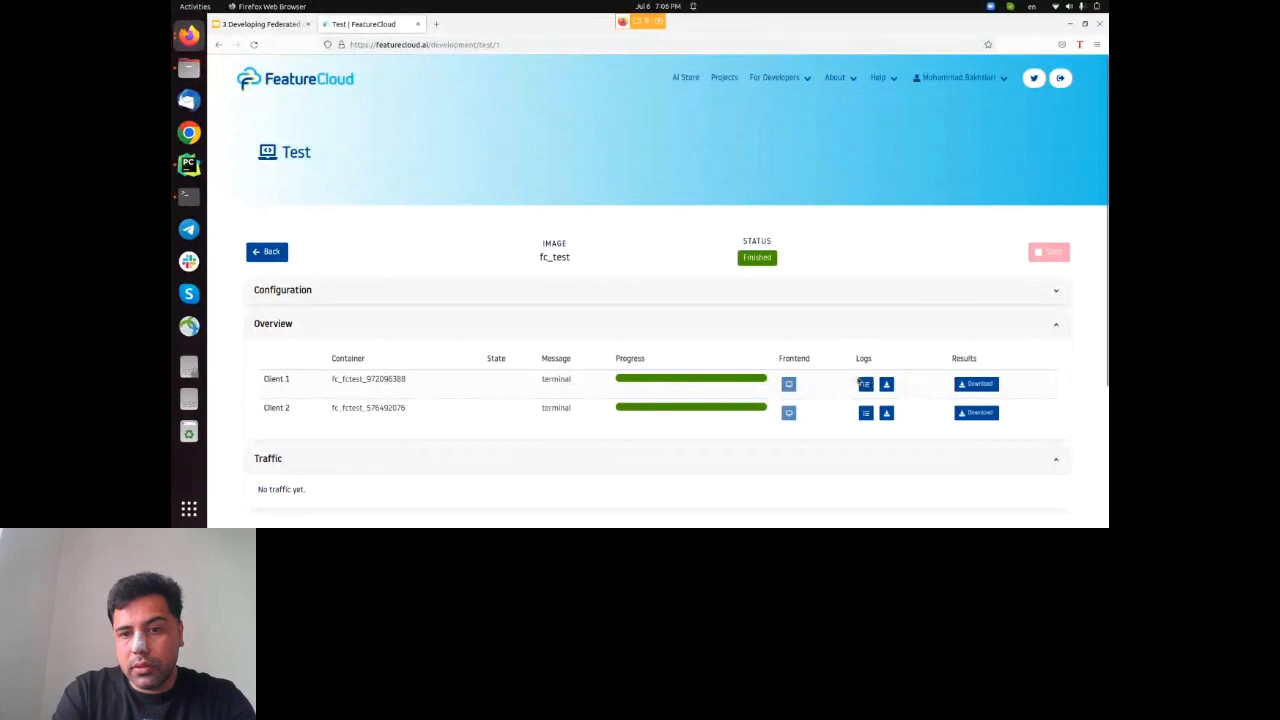 Activities
Firefox Web Browser
Jul 6 7:06 PM
en
3 Developing Federated
Test | FeatureCloud
https://featurecloud.ai/development/test/1
FeatureCloud
AI Store
Projects
For Developers
About
Help
Mohammad Bakhtiari
Test
Back
IMAGE
fc_test
STATUS
Finished
Stop
Configuration
Overview
Container State Message Progress Frontend Logs Results
Client 1 fc_fctest_972096388 terminal Download
Client 2 fc_fctest_576492076 terminal Download
Traffic
No traffic yet.